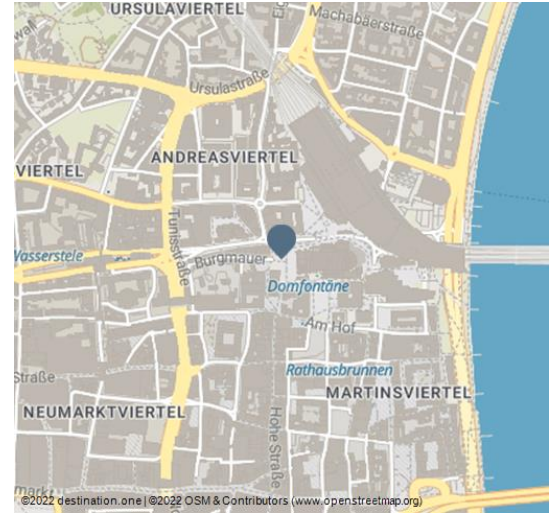 URSULAVIERTEL
Machabäerstraße
Ursulastraße
ANDREASVIERTEL
VIERTEL
Tunisstraße
Wasserstele
Burgmauer
Domfontäne
Am Hof
Rathausbrunnen
Straße
MARTINSVIERTEL
NEUMARKTVIERTEL
Hohe Straße
©2022 destination.one | ©2022 OSM & Contributors (www.openstreetmap.org)